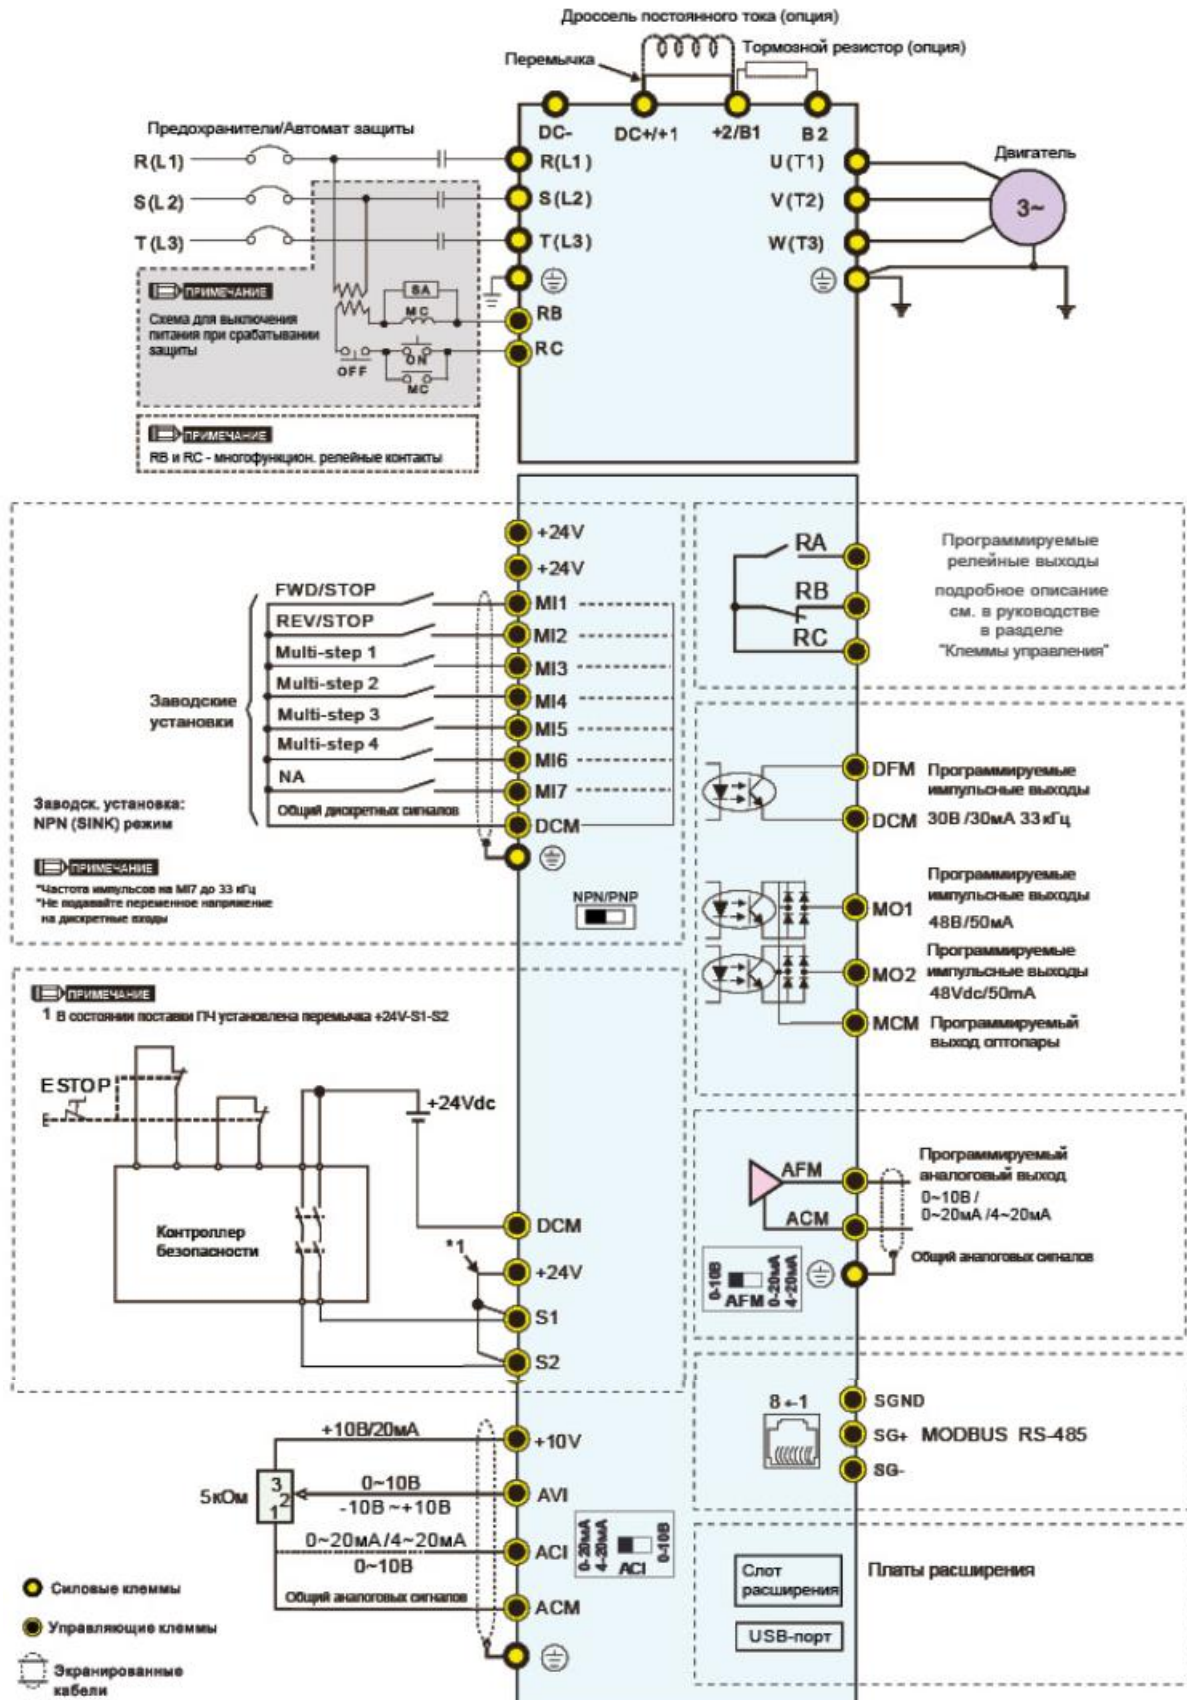 Дроссель постоянного тока (опция)
Тормозной резистор (опция)
Перемычка
Предохранители/Автомат защиты
DC-
DC+/+1
+2/B1
B2
R(L1)
R(L1)
U(T1)
Двигатель
S(L2)
S(L2)
V(T2)
3~
T(L3)
T(L3)
W(T3)
ПРИМЕЧАНИЕ
Схема для выключения
питания при срабатывании
защиты
SA
MC
RB
RC
OFF
ON
MC
ПРИМЕЧАНИЕ
RB и RC - многофункцион. релейные контакты
+24V
+24V
FWD/STOP
MI1
REV/STOP
MI2
Multi-step 1
MI3
Multi-step 2
MI4
Multi-step 3
MI5
Multi-step 4
MI6
NA
MI7
Общий дискретных сигналов
DCM
Заводские
установки
Заводск. установка:
NPN (SINK) режим
ПРИМЕЧАНИЕ
*Частота импульсов на MI7 до 33 кГц
*Не подавайте переменное напряжение
на дискретные входы
NPN/PNP
RA
RB
RC
Программируемые
релейные выходы
подробное описание
см. в руководстве
в разделе
"Клеммы управления"
DFM
Программируемые
импульсные выходы
DCM
30В/30мА 33кГц
Программируемые
импульсные выходы
MO1
48В/50мА
Программируемые
импульсные выходы
MO2
48Vdc/50mA
MCM
Программируемый
выход оптопары
ПРИМЕЧАНИЕ
1 В состоянии поставки ПЧ установлена перемычка +24V-S1-S2
ESTOP
+24Vdc
Контроллер
безопасности
DCM
*1
+24V
S1
S2
AFM
Программируемый
аналоговый выход
0~10В /
0~20мА /4~20мА
ACM
Общий аналоговых сигналов
0-10В
AFM
0-20мА
4-20мА
8←1
SGND
SG+
MODBUS RS-485
SG-
+10В/20мА
+10V
5кОм
3
2
1
0~10В
-10В ~+10В
AVI
0~20мА/4~20мА
0~10В
ACI
0-20мА
4-20мА
ACI
0-10В
Общий аналоговых сигналов
ACM
Слот
расширения
Платы расширения
USB-порт
Силовые клеммы
Управляющие клеммы
Экранированные
кабели